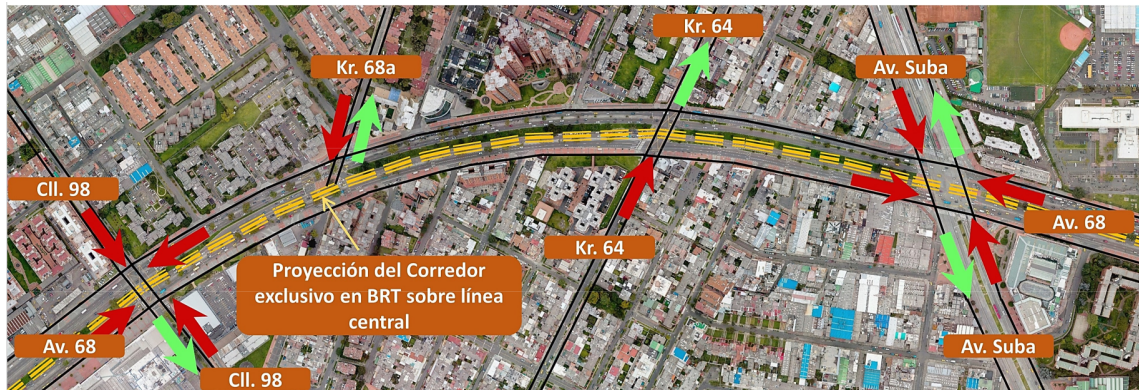 Kr. 64
Kr. 68a
Av. Suba
Cll. 98
Av. 68
Kr. 64
Proyección del Corredor
exclusivo en BRT sobre línea
central
Av. 68
Av. Suba
Cll. 98